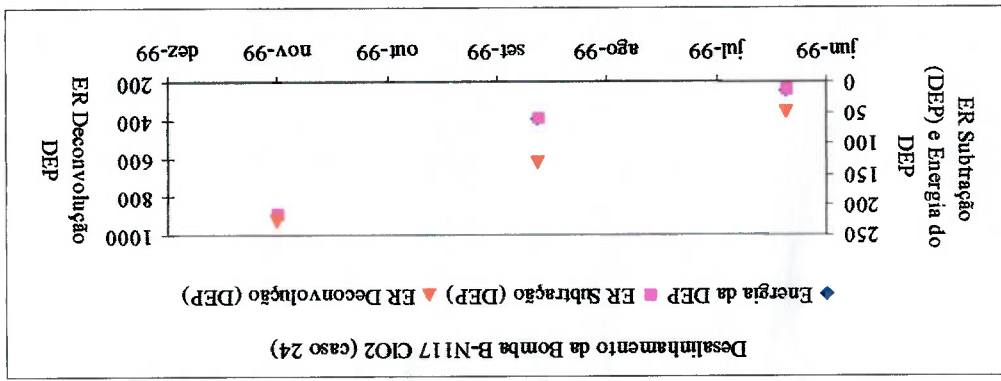 Desalinhamento da Bomba B-N117 ClO2 (caso 24)
Energia da DEP ER Subtração (DEP) ER Deconvolução (DEP)
ER Subtração
(DEP) e Energia do
DEP
250
200
150
100
50
0
1000
800
600
400
200
ER Deconvolução
DEP
jun-99 jul-99 ago-99 set-99 out-99 nov-99 dez-99